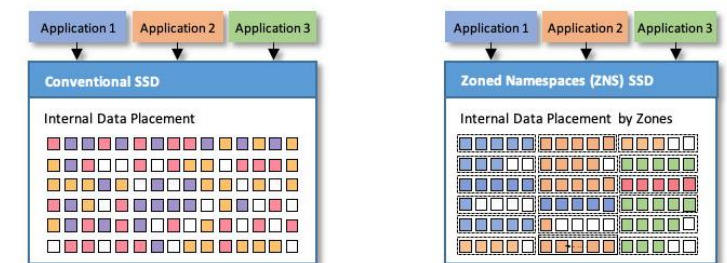 Application 1 Application 2 Application 3
Conventional SSD
Internal Data Placement
Application 1 Application 2 Application 3
Zoned Namespaces (ZNS) SSD
Internal Data Placement by Zones